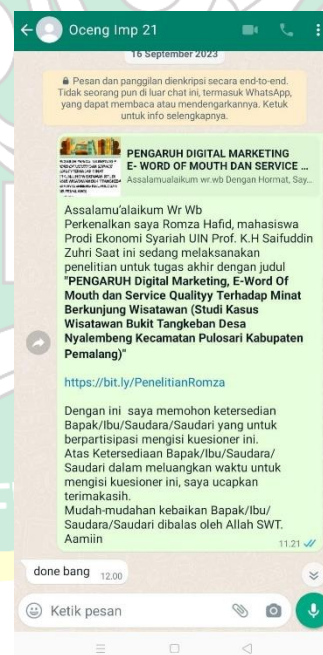 Oceng Imp 21
16 September 2023
Pesan dan panggilan dienkripsi secara end-to-end.
Tidak seorang pun di luar chat ini, termasuk WhatsApp,
yang dapat membaca atau mendengarkannya. Ketuk
untuk info selengkapnya.
PENGARUH DIGITAL MARKETING
E- WORD OF MOUTH DAN SERVICE ...
Assalamualaikum wr.wb Dengan Hormat, Say...
Assalamu'alaikum Wr Wb
Perkenalkan saya Romza Hafid, mahasiswa
Prodi Ekonomi Syariah UIN Prof. K.H Saifuddin
Zuhri Saat ini sedang melaksanakan
penelitian untuk tugas akhir dengan judul
"PENGARUH Digital Marketing, E-Word Of
Mouth dan Service Qualityy Terhadap Minat
Berkunjung Wisatawan (Studi Kasus
Wisatawan Bukit Tangkeban Desa
Nyalembeng Kecamatan Pulosari Kabupaten
Pemalang)"
https://bit.ly/PenelitianRomza
Dengan ini saya memohon ketersedian
Bapak/Ibu/Saudara/Saudari yang untuk
berpartisipasi mengisi kuesioner ini.
Atas Ketersediaan Bapak/Ibu/Saudara/
Saudari dalam meluangkan waktu untuk
mengisi kuesioner ini, saya ucapkan
terimakasih.
Mudah-mudahan kebaikan Bapak/Ibu/
Saudara/Saudari dibalas oleh Allah SWT.
Aamiin
11.21
done bang 12.00
Ketik pesan